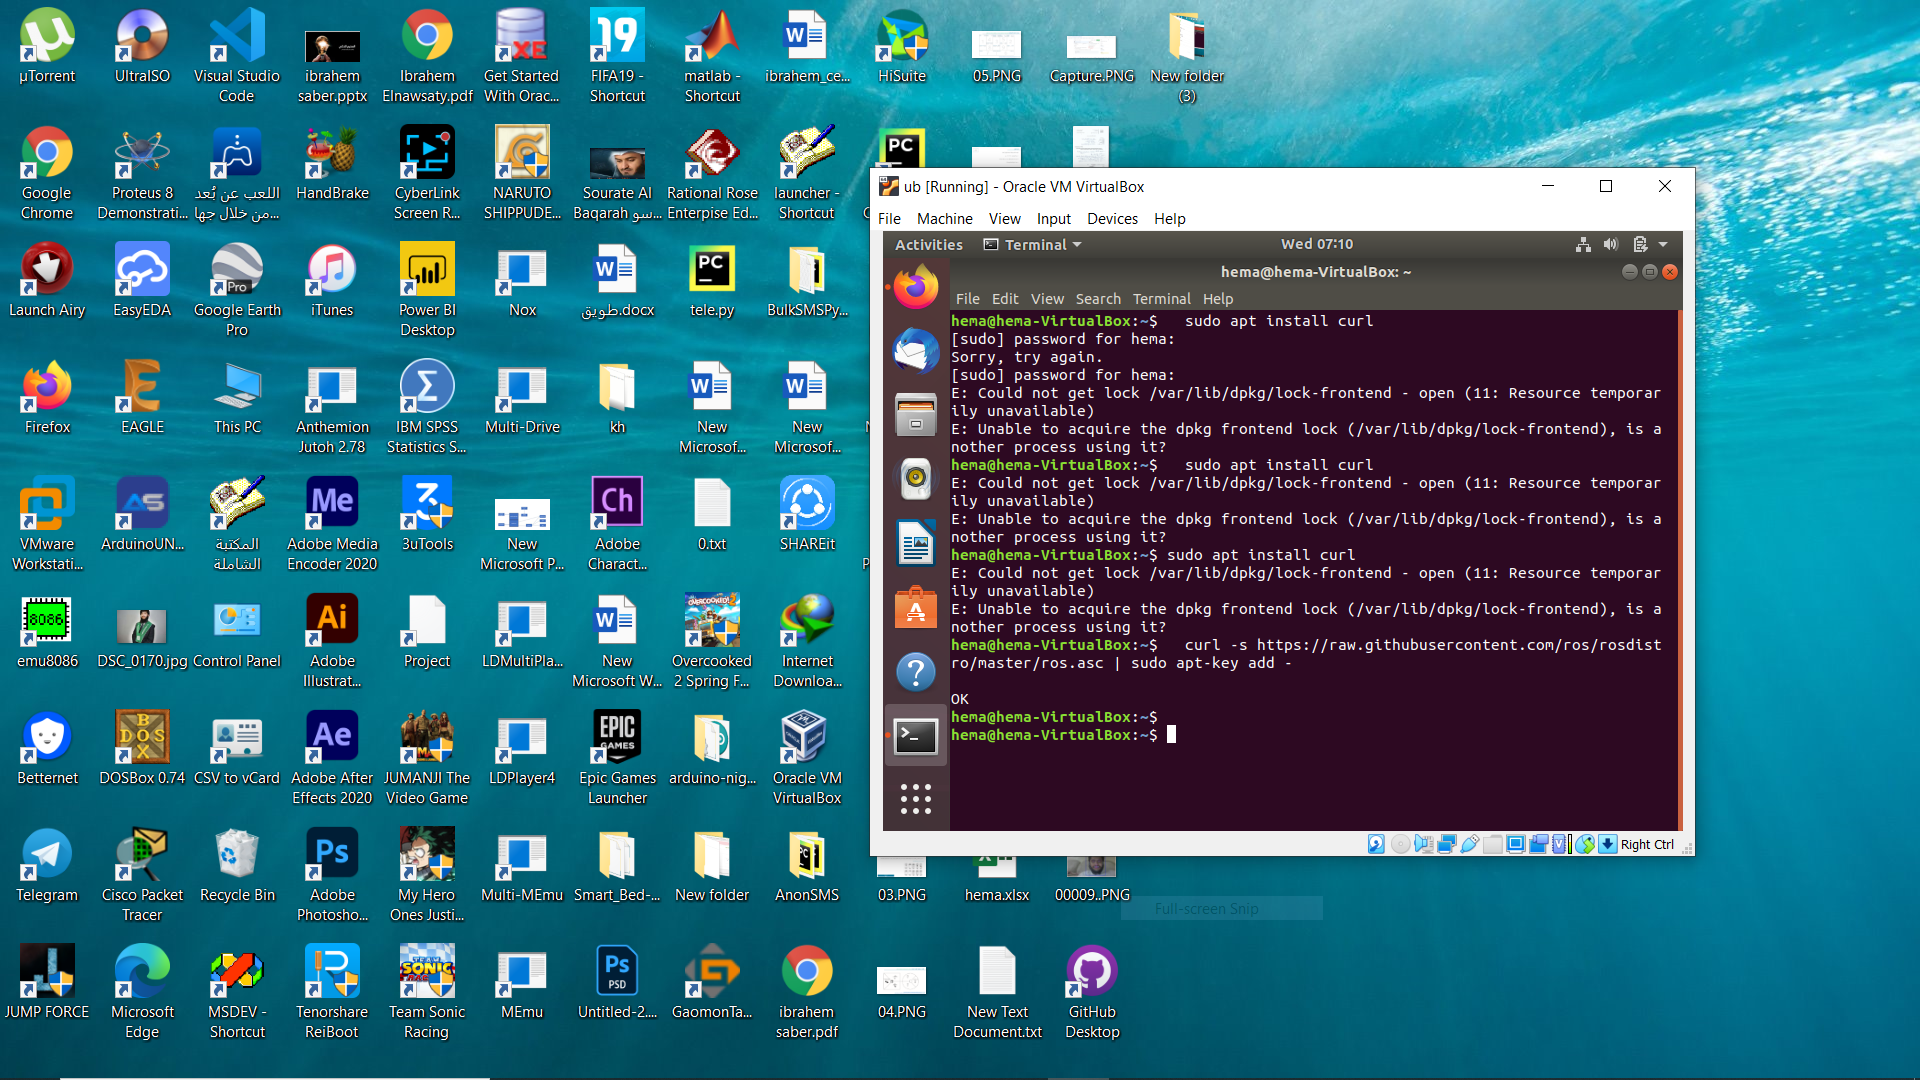 µTorrent
UltraISO
Visual Studio
Code
ibrahem
saber.pptx
Ibrahem
Elnawsaty.pdf
Get Started
With Orac...
FIFA19 -
Shortcut
matlab -
Shortcut
ibrahem_ce...
HiSuite
05.PNG
Capture.PNG
New folder
(3)
Google
Chrome
Proteus 8
Demonstrati...
اللعب عن بُعد
من خلال جها...
HandBrake
CyberLink
Screen R...
NARUTO
SHIPPUDE...
Sourate Al
Baqarah سو...
Rational Rose
Enterpise Ed...
launcher -
Shortcut
Launch Airy
EasyEDA
Google Earth
Pro
iTunes
Power BI
Desktop
Nox
طويق.docx
tele.py
BulkSMSPy...
Firefox
EAGLE
This PC
Anthemion
Jutoh 2.78
IBM SPSS
Statistics S...
Multi-Drive
kh
New
Microsof...
New
Microsof...
VMware
Workstati...
ArduinoUN...
المكتبة
الشاملة
Adobe Media
Encoder 2020
3uTools
New
Microsoft P...
Adobe
Charact...
0.txt
SHAREit
emu8086
DSC_0170.jpg
Control Panel
Adobe
Illustrat...
Project
LDMultiPla...
New
Microsoft W...
Overcooked
2 Spring F...
Internet
Downloa...
Betternet
DOSBox 0.74
CSV to vCard
Adobe After
Effects 2020
JUMANJI The
Video Game
LDPlayer4
Epic Games
Launcher
arduino-nig...
Oracle VM
VirtualBox
Telegram
Cisco Packet
Tracer
Recycle Bin
Adobe
Photosho...
My Hero
Ones Justi...
Multi-MEmu
Smart_Bed-...
New folder
AnonSMS
03.PNG
hema.xlsx
00009..PNG
Full-screen Snip
JUMP FORCE
Microsoft
Edge
MSDEV -
Shortcut
Tenorshare
ReiBoot
Team Sonic
Racing
MEmu
Untitled-2....
GaomonTa...
ibrahem
saber.pdf
04.PNG
New Text
Document.txt
GitHub
Desktop
ub [Running] - Oracle VM VirtualBox
File Machine View Input Devices Help
Activities Terminal Wed 07:10
hema@hema-VirtualBox: ~
File Edit View Search Terminal Help
hema@hema-VirtualBox:~$   sudo apt install curl
[sudo] password for hema:
Sorry, try again.
[sudo] password for hema:
E: Could not get lock /var/lib/dpkg/lock-frontend - open (11: Resource temporar
ily unavailable)
E: Unable to acquire the dpkg frontend lock (/var/lib/dpkg/lock-frontend), is a
nother process using it?
hema@hema-VirtualBox:~$   sudo apt install curl
E: Could not get lock /var/lib/dpkg/lock-frontend - open (11: Resource temporar
ily unavailable)
E: Unable to acquire the dpkg frontend lock (/var/lib/dpkg/lock-frontend), is a
nother process using it?
hema@hema-VirtualBox:~$ sudo apt install curl
E: Could not get lock /var/lib/dpkg/lock-frontend - open (11: Resource temporar
ily unavailable)
E: Unable to acquire the dpkg frontend lock (/var/lib/dpkg/lock-frontend), is a
nother process using it?
hema@hema-VirtualBox:~$   curl -s https://raw.githubusercontent.com/ros/rosdist
ro/master/ros.asc | sudo apt-key add -
OK
hema@hema-VirtualBox:~$
hema@hema-VirtualBox:~$
Right Ctrl